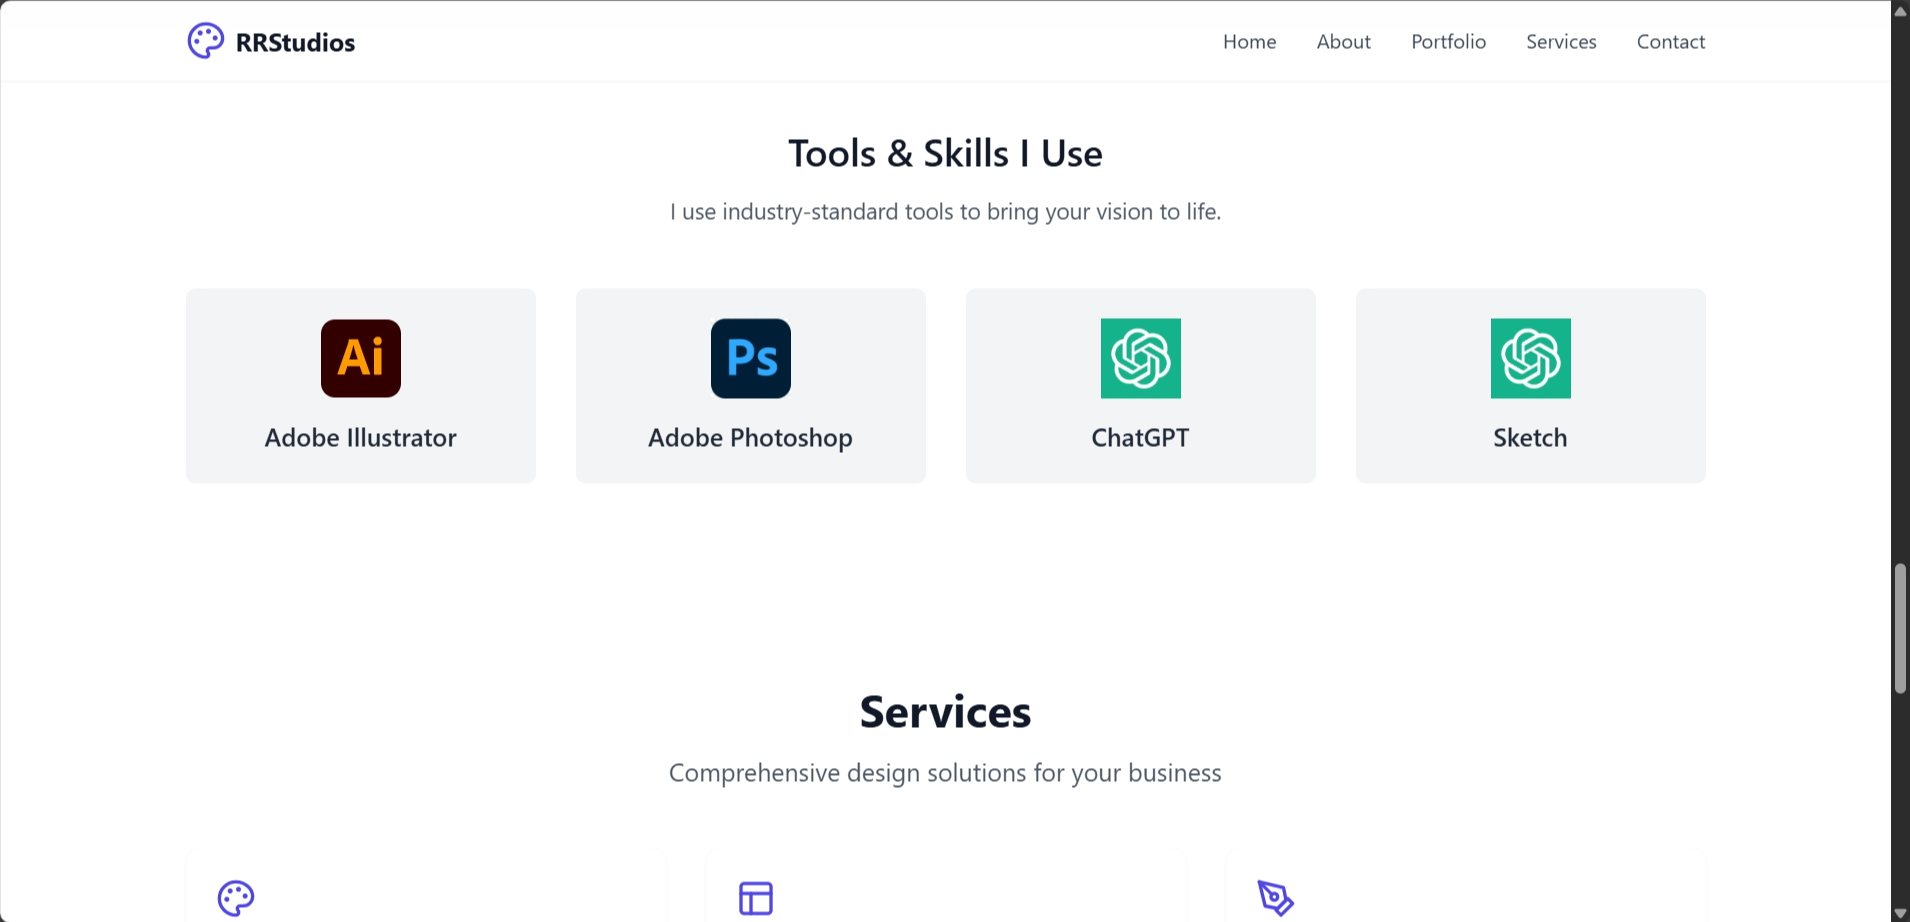 RRStudios
Home About Portfolio Services Contact
Tools & Skills I Use
I use industry-standard tools to bring your vision to life.
Ai Ps
Adobe Illustrator Adobe Photoshop ChatGPT Sketch
Services
Comprehensive design solutions for your business